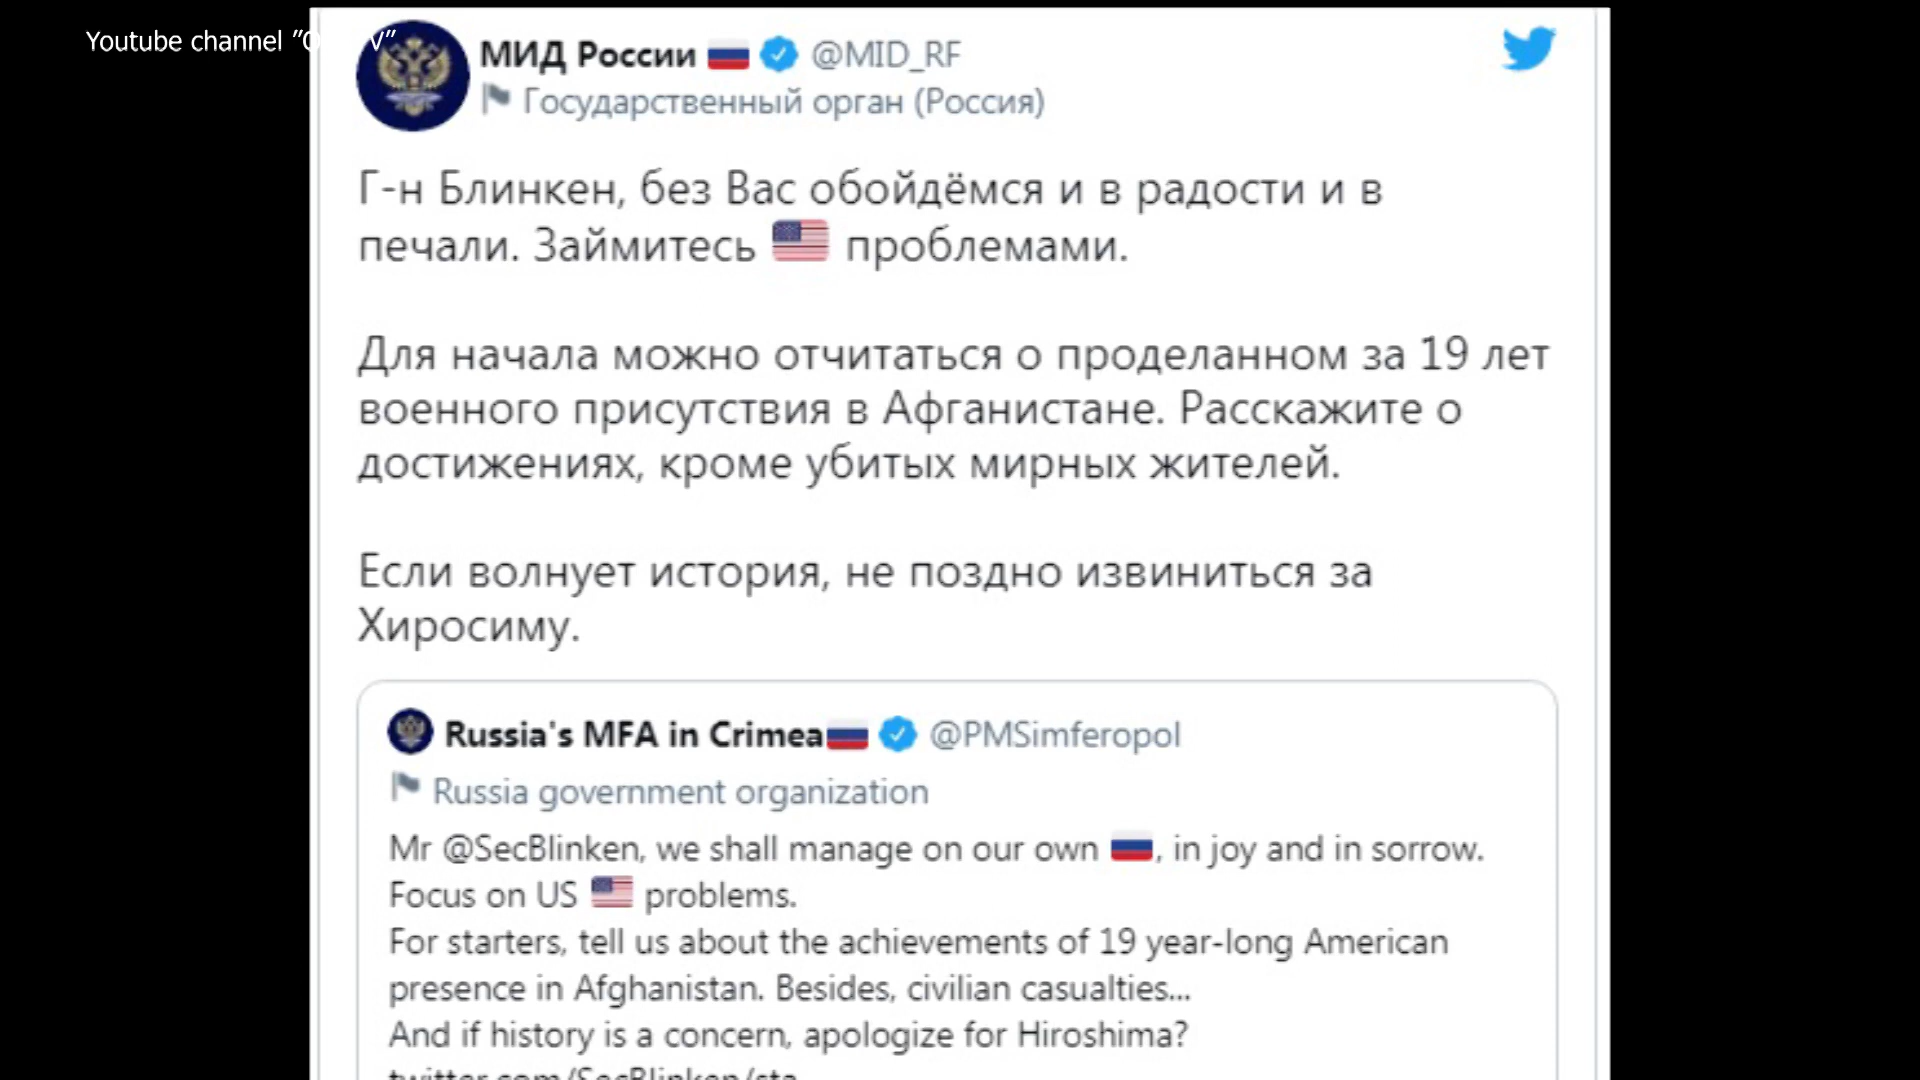 Youtube channel "O
V"
МИД России @MID_RF
Государственный орган (Россия)
Г-н Блинкен, без Вас обойдёмся и в радости и в
печали. Займитесь проблемами.
Для начала можно отчитаться о проделанном за 19 лет
военного присутствия в Афганистане. Расскажите о
достижениях, кроме убитых мирных жителей.
Если волнует история, не поздно извиниться за
Хиросиму.
Russia's MFA in Crimea @PMSimferopol
Russia government organization
Mr @SecBlinken, we shall manage on our own , in joy and in sorrow.
Focus on US problems.
For starters, tell us about the achievements of 19 year-long American
presence in Afghanistan. Besides, civilian casualties...
And if history is a concern, apologize for Hiroshima?
twitter.com/SecBlinken/sta...